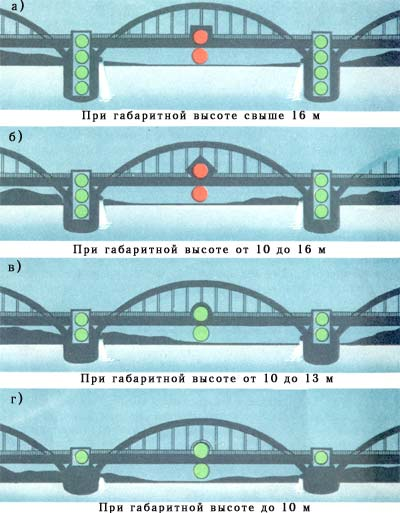 а)
При габаритной высоте свыше 16 м
б)
При габаритной высоте от 10 до 16 м
в)
При габаритной высоте от 10 до 13 м
г)
При габаритной высоте до 10 м